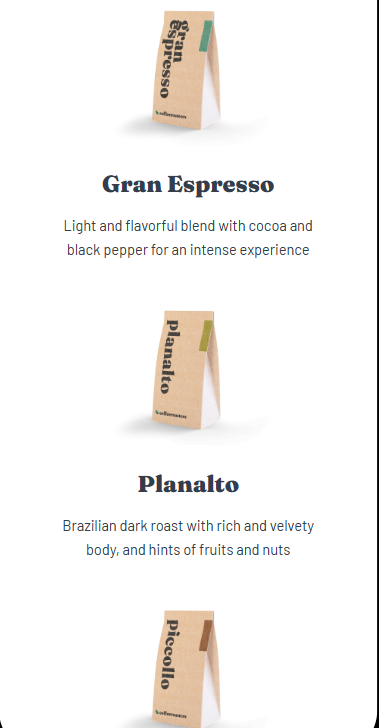 gran
espresso
Gran Espresso
Light and flavorful blend with cocoa and
black pepper for an intense experience
planalto
Planalto
Brazilian dark roast with rich and velvety
body, and hints of fruits and nuts
piccollo